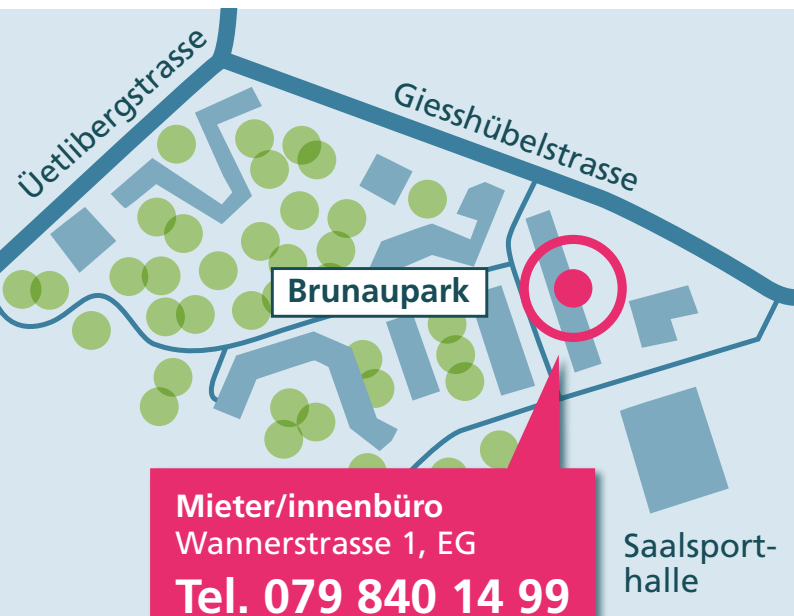 Üetlibergstrasse
Giesshübelstrasse
Brunaupark
Mieter/innenbüro
Wannerstrasse 1, EG
Tel. 079 840 14 99
Saalsport-
halle